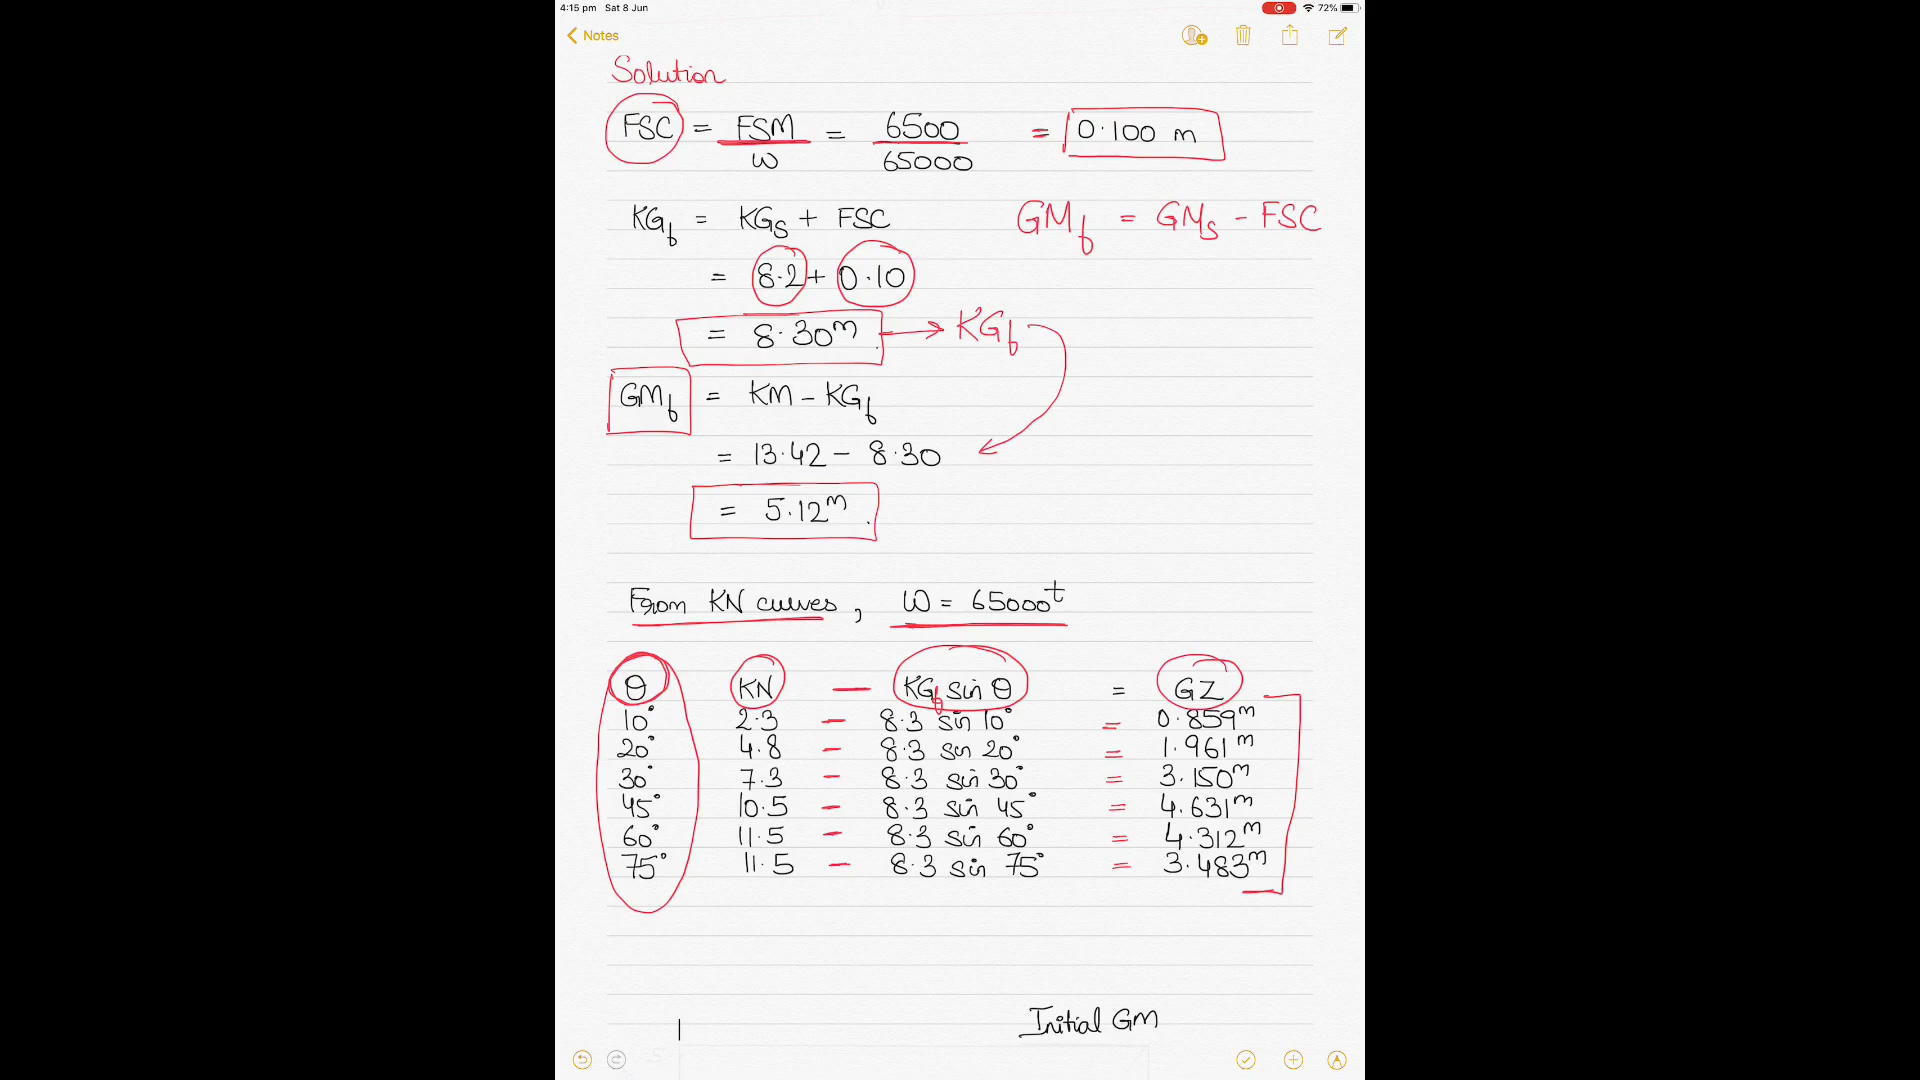 4:15 pm Sat 8 Jun 72%
Notes
Solution
FSC = FSM / W = 6500 / 65000 = 0.100 m
KGf = KGs + FSC GMf = GMs - FSC
= 8.2 + 0.10
= 8.30m → KGf
GMf = KM - KGf
= 13.42 - 8.30
= 5.12m.
From KN curves, W = 65000t
θ KN - KGf sin θ = GZ
10° 2.3 - 8.3 sin 10° = 0.859m
20° 4.8 - 8.3 sin 20° = 1.961m
30° 7.3 - 8.3 sin 30° = 3.150m
45° 10.5 - 8.3 sin 45° = 4.631m
60° 11.5 - 8.3 sin 60° = 4.312m
75° 11.5 - 8.3 sin 75° = 3.483m
Initial GM